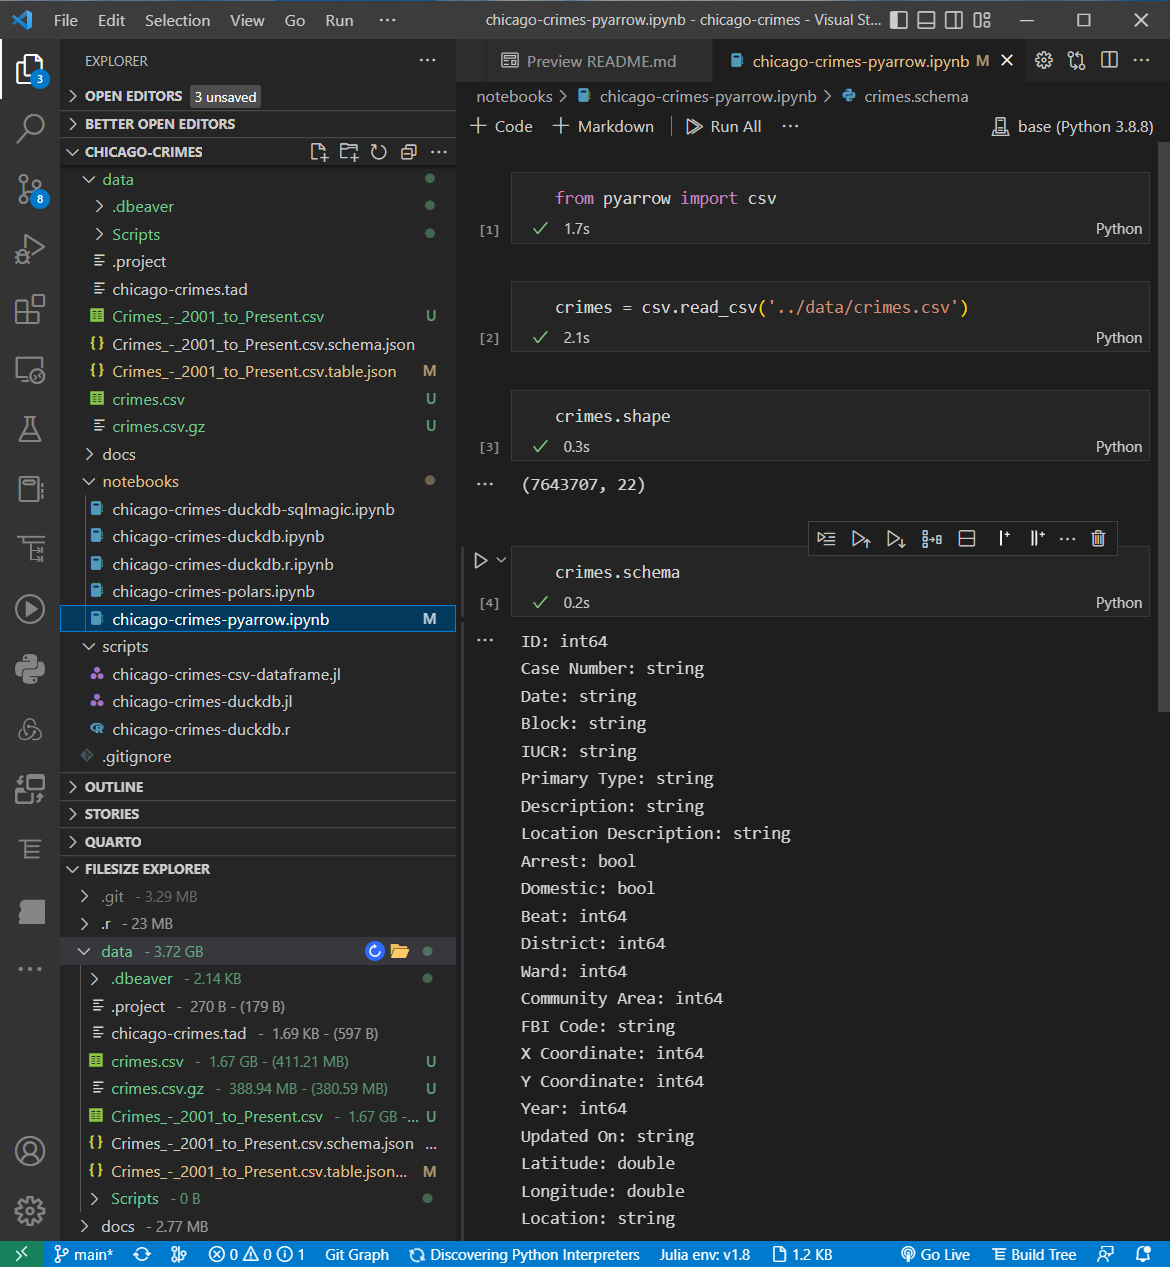 File Edit Selection View Go Run ··· chicago-crimes-pyarrow.ipynb - chicago-crimes - Visual St...
EXPLORER ···
3
OPEN EDITORS 3 unsaved
BETTER OPEN EDITORS
CHICAGO-CRIMES ···
data
.dbeaver
8
Scripts
.project
chicago-crimes.tad
Crimes_-_2001_to_Present.csv U
Crimes_-_2001_to_Present.csv.schema.json
Crimes_-_2001_to_Present.csv.table.json M
crimes.csv U
crimes.csv.gz U
docs
notebooks
chicago-crimes-duckdb-sqlmagic.ipynb
chicago-crimes-duckdb.ipynb
chicago-crimes-duckdb.r.ipynb
chicago-crimes-polars.ipynb
chicago-crimes-pyarrow.ipynb M
scripts
chicago-crimes-csv-dataframe.jl
chicago-crimes-duckdb.jl
chicago-crimes-duckdb.r
.gitignore
OUTLINE
STORIES
QUARTO
FILESIZE EXPLORER
.git - 3.29 MB
.r - 23 MB
data - 3.72 GB
.dbeaver - 2.14 KB
.project - 270 B - (179 B)
chicago-crimes.tad - 1.69 KB - (597 B)
crimes.csv - 1.67 GB - (411.21 MB) U
crimes.csv.gz - 388.94 MB - (380.59 MB) U
Crimes_-_2001_to_Present.csv - 1.67 GB -... U
Crimes_-_2001_to_Present.csv.schema.json ...
Crimes_-_2001_to_Present.csv.table.json... M
Scripts - 0 B
docs - 2.77 MB
Preview README.md chicago-crimes-pyarrow.ipynb M ···
notebooks > chicago-crimes-pyarrow.ipynb > crimes.schema
+ Code + Markdown Run All ··· base (Python 3.8.8)
from pyarrow import csv
[1] ✓ 1.7s Python
crimes = csv.read_csv('../data/crimes.csv')
[2] ✓ 2.1s Python
crimes.shape
[3] ✓ 0.3s Python
··· (7643707, 22)
crimes.schema
[4] ✓ 0.2s Python
··· ID: int64
Case Number: string
Date: string
Block: string
IUCR: string
Primary Type: string
Description: string
Location Description: string
Arrest: bool
Domestic: bool
Beat: int64
District: int64
Ward: int64
Community Area: int64
FBI Code: string
X Coordinate: int64
Y Coordinate: int64
Year: int64
Updated On: string
Latitude: double
Longitude: double
Location: string
main* 0 0 1 Git Graph Discovering Python Interpreters Julia env: v1.8 1.2 KB Go Live Build Tree